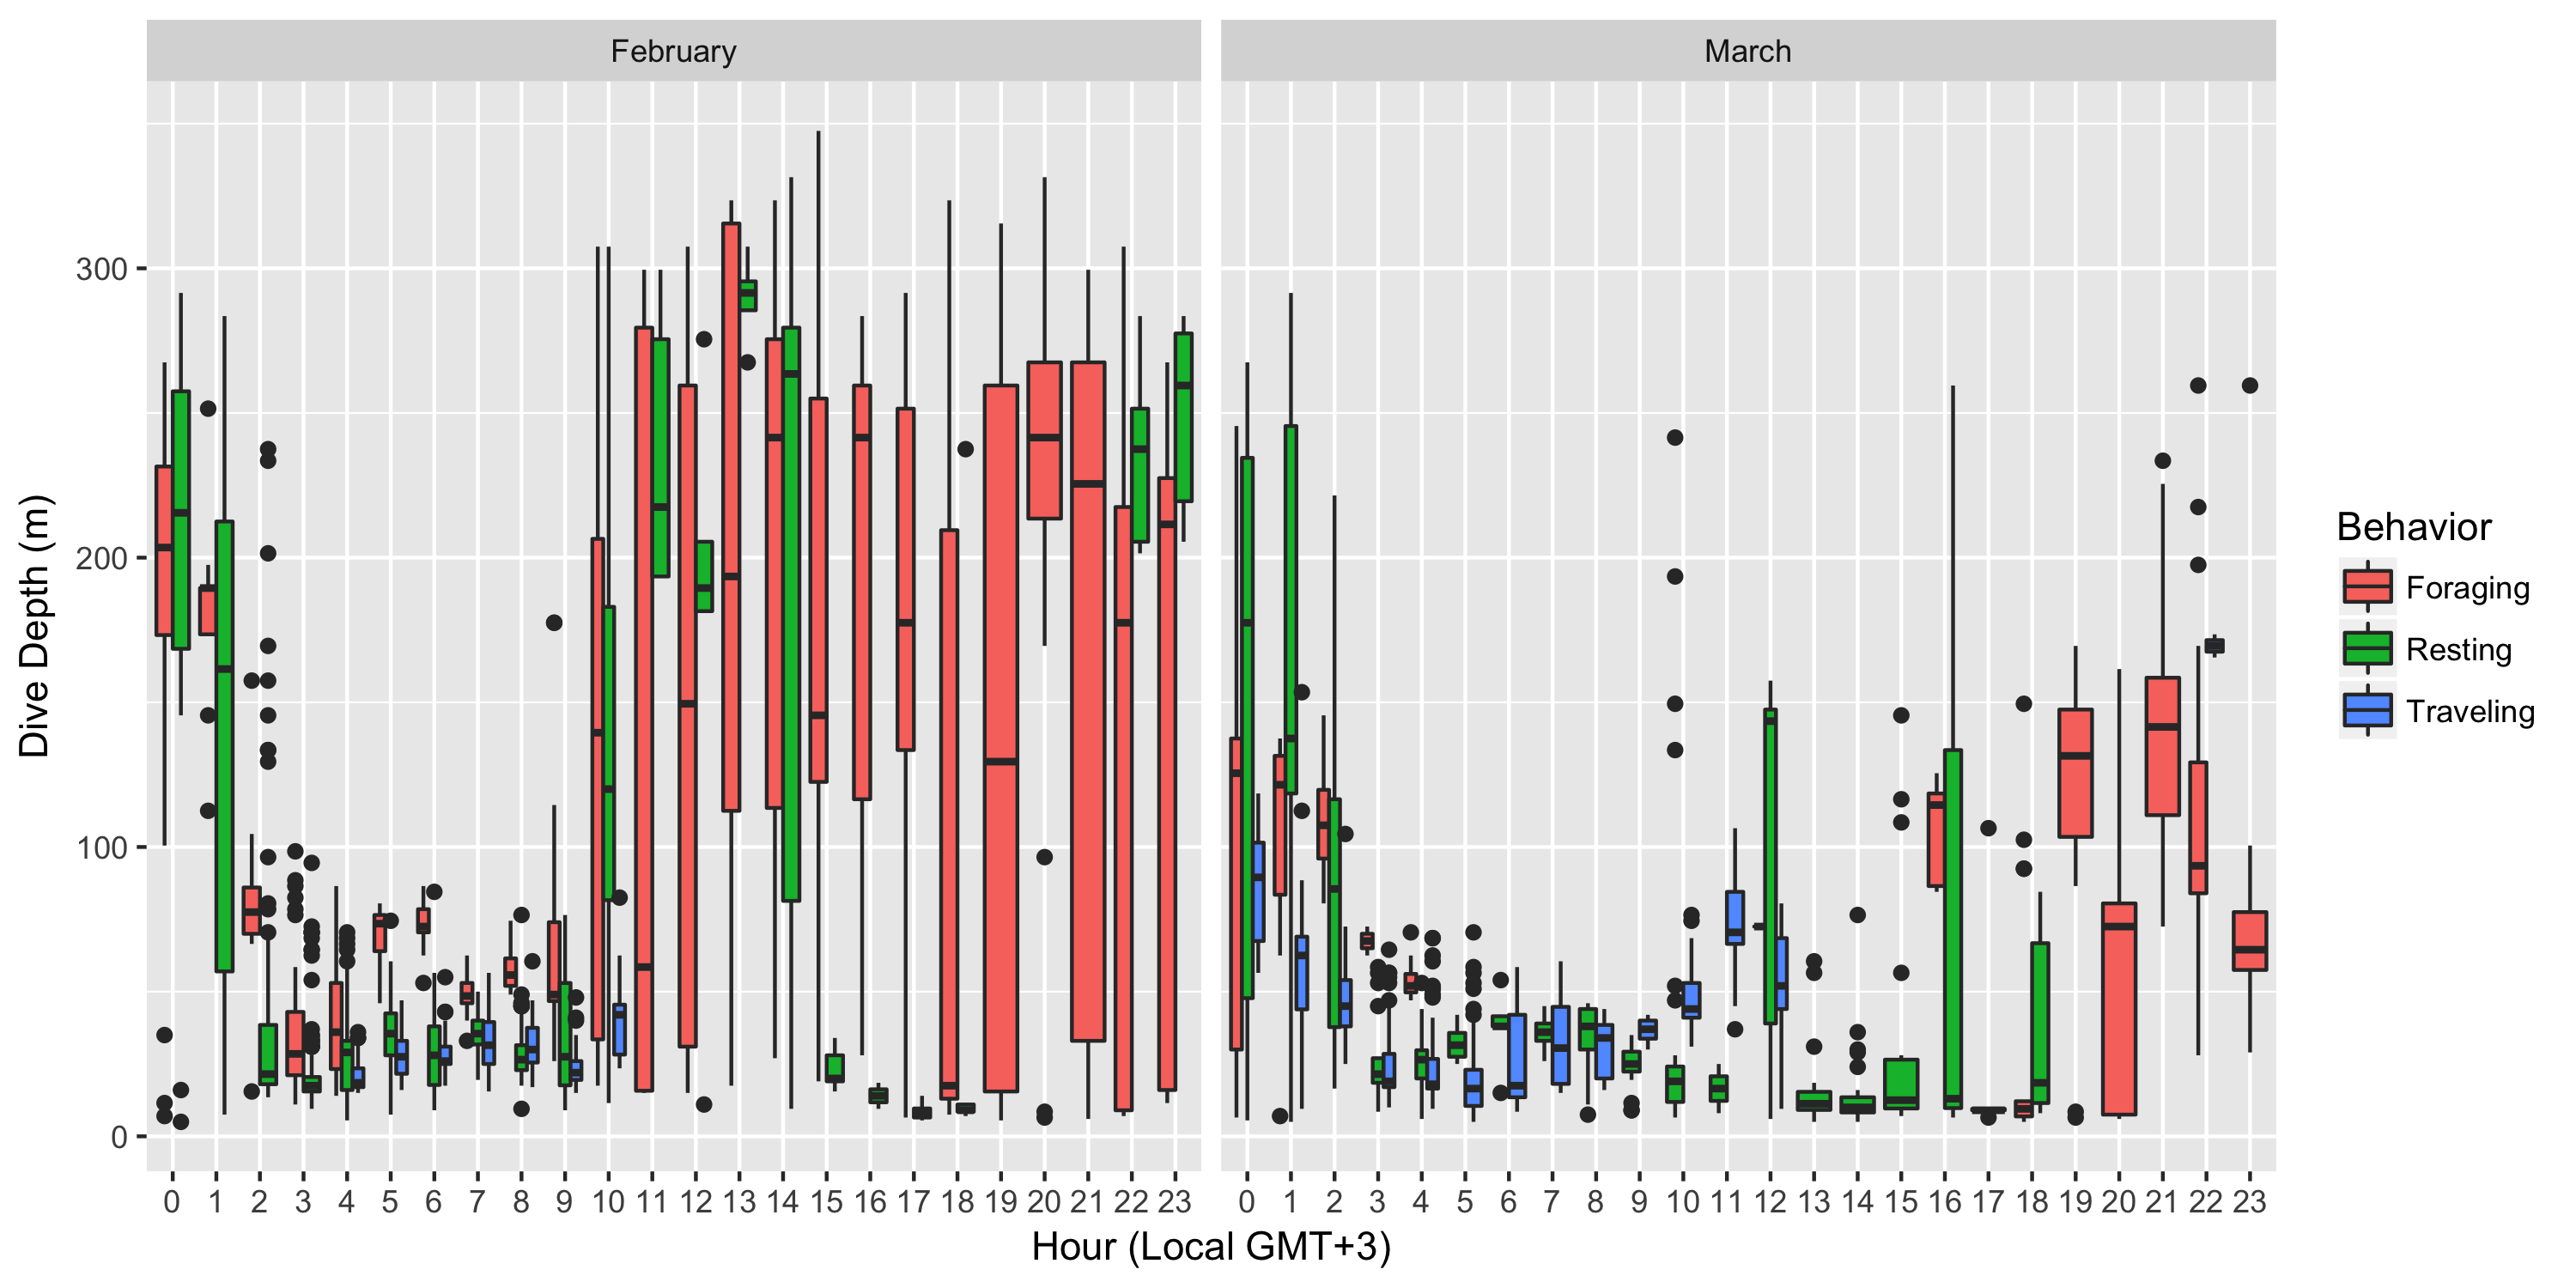 February March
300
200
100
0
Dive Depth (m)
0 1 2 3 4 5 6 7 8 9 10 11 12 13 14 15 16 17 18 19 20 21 22 23
0 1 2 3 4 5 6 7 8 9 10 11 12 13 14 15 16 17 18 19 20 21 22 23
Hour (Local GMT+3)
Behavior
Foraging
Resting
Traveling